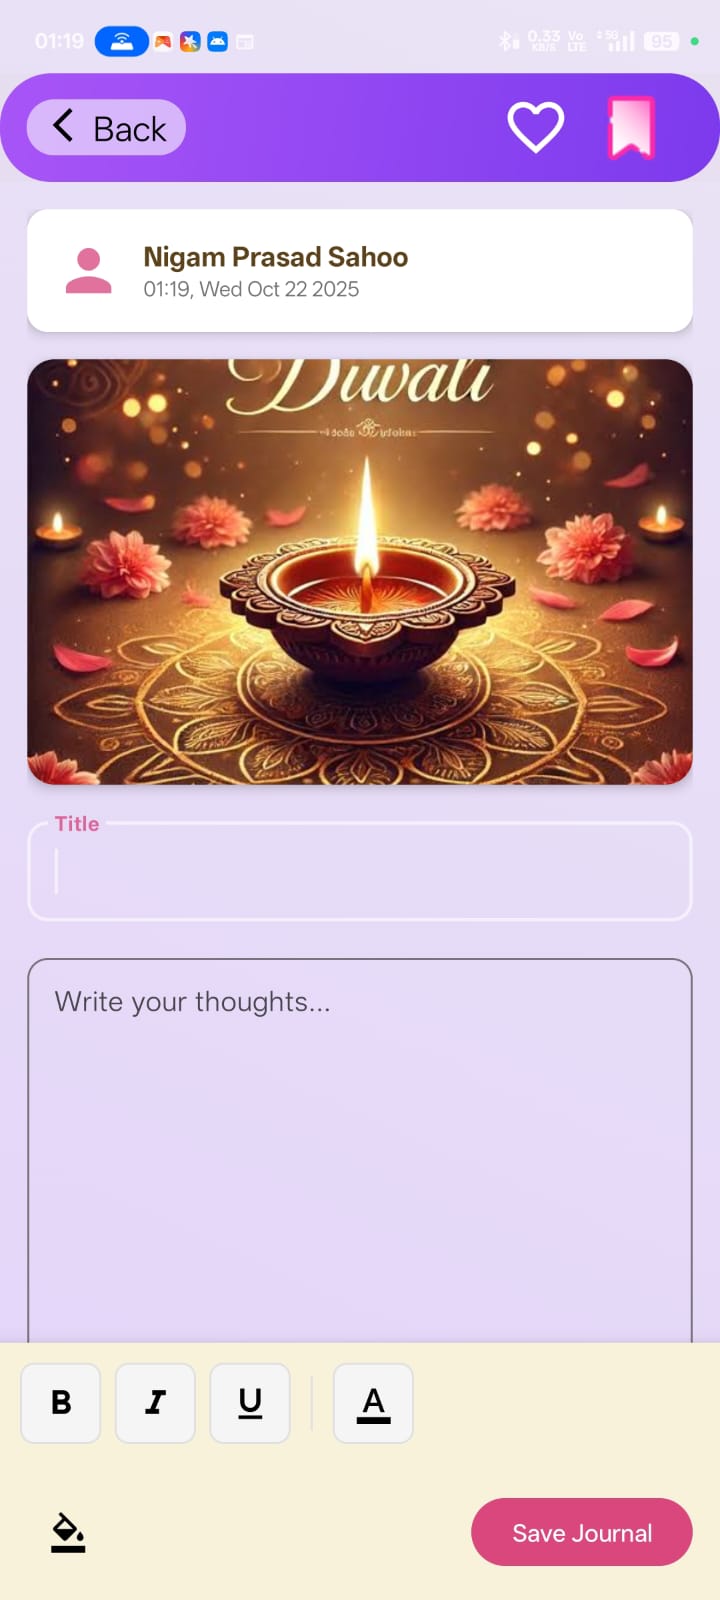 01:19
0.33 KB/S Vo LTE 5G 95
Back
Nigam Prasad Sahoo
01:19, Wed Oct 22 2025
Diwali
Title
Write your thoughts...
B I U A
Save Journal